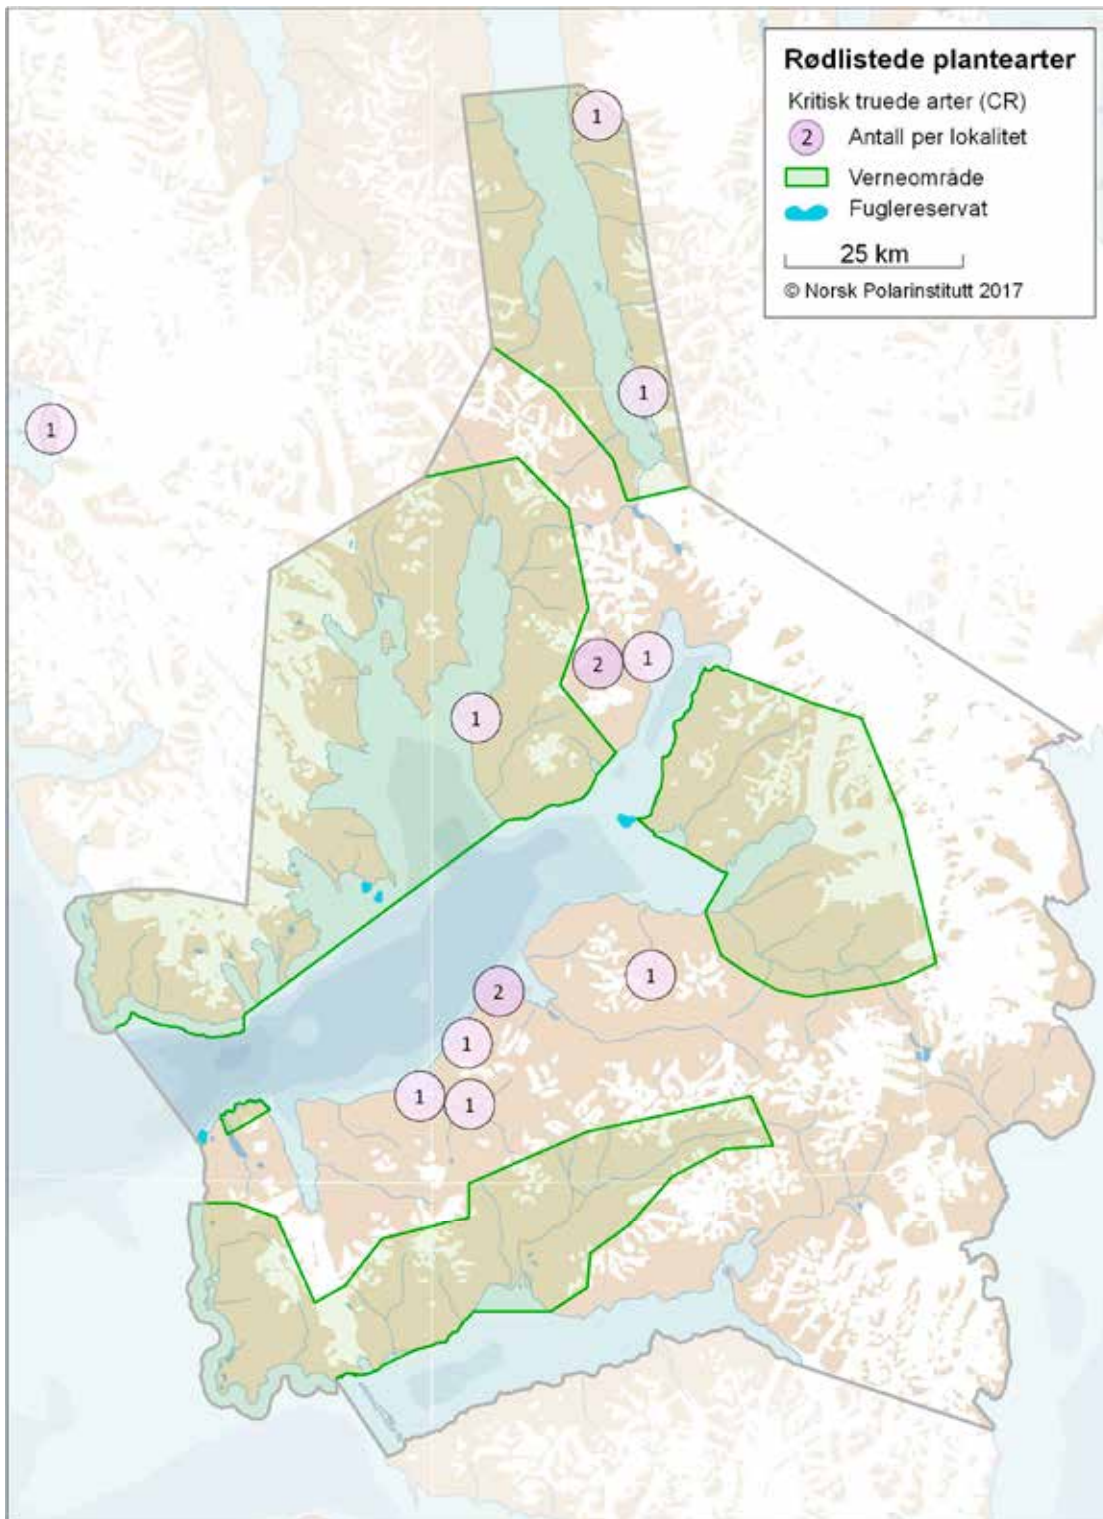 Rødlistede plantearter
Kritisk truede arter (CR)
2 Antall per lokalitet
Verneområde
Fuglereservat
25 km
© Norsk Polarinstitutt 2017
1
1
1
2 1
1
1
2
1
1 1